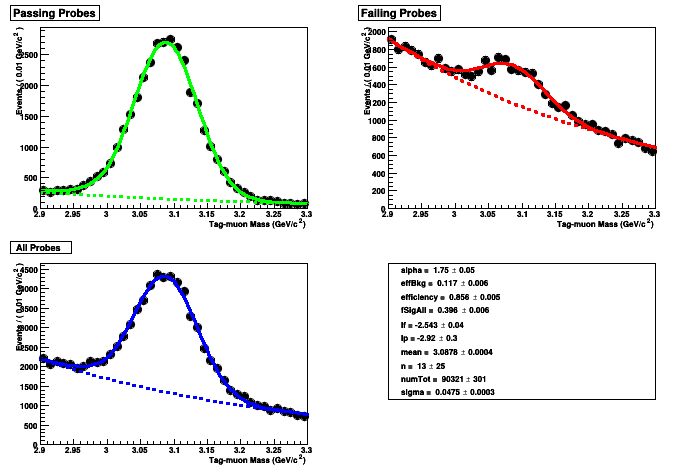 Passing Probes
Events / ( 0.01 GeV/c² )
2500
2000
1500
1000
500
0
2.9 2.95 3 3.05 3.1 3.15 3.2 3.25 3.3
Tag-muon Mass (GeV/c²)
Failing Probes
Events / ( 0.01 GeV/c² )
2000
1800
1600
1400
1200
1000
800
600
400
200
0
2.9 2.95 3 3.05 3.1 3.15 3.2 3.25 3.3
Tag-muon Mass (GeV/c²)
All Probes
Events / ( 0.01 GeV/c² )
4500
4000
3500
3000
2500
2000
1500
1000
500
0
2.9 2.95 3 3.05 3.1 3.15 3.2 3.25 3.3
Tag-muon Mass (GeV/c²)
alpha = 1.75 ± 0.05
effBkg = 0.117 ± 0.006
efficiency = 0.856 ± 0.005
fSigAll = 0.396 ± 0.006
lf = -2.543 ± 0.04
lp = -2.92 ± 0.3
mean = 3.0878 ± 0.0004
n = 13 ± 25
numTot = 90321 ± 301
sigma = 0.0475 ± 0.0003